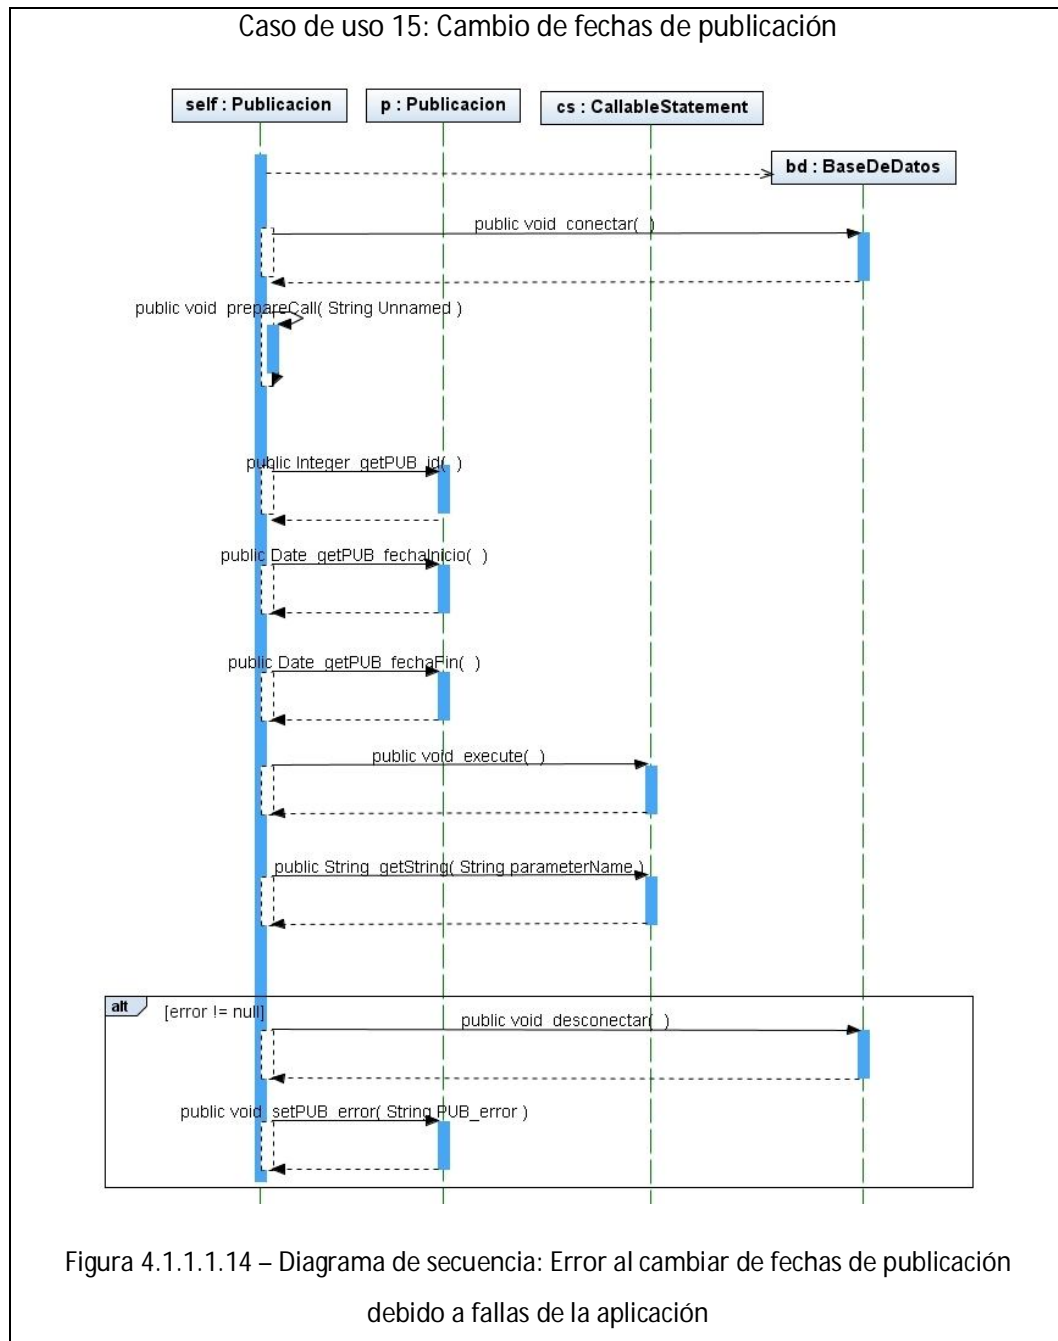 Caso de uso 15: Cambio de fechas de publicación
self : Publicacion
p : Publicacion
cs : CallableStatement
bd : BaseDeDatos
public void conectar( )
public void prepareCall( String Unnamed )
public Integer getPUB_id( )
public Date getPUB_fechaInicio( )
public Date getPUB_fechaFin( )
public void execute( )
public String getString( String parameterName )
alt
[error != null]
public void desconectar( )
public void setPUB_error( String PUB_error )
Figura 4.1.1.1.14 – Diagrama de secuencia: Error al cambiar de fechas de publicación
debido a fallas de la aplicación